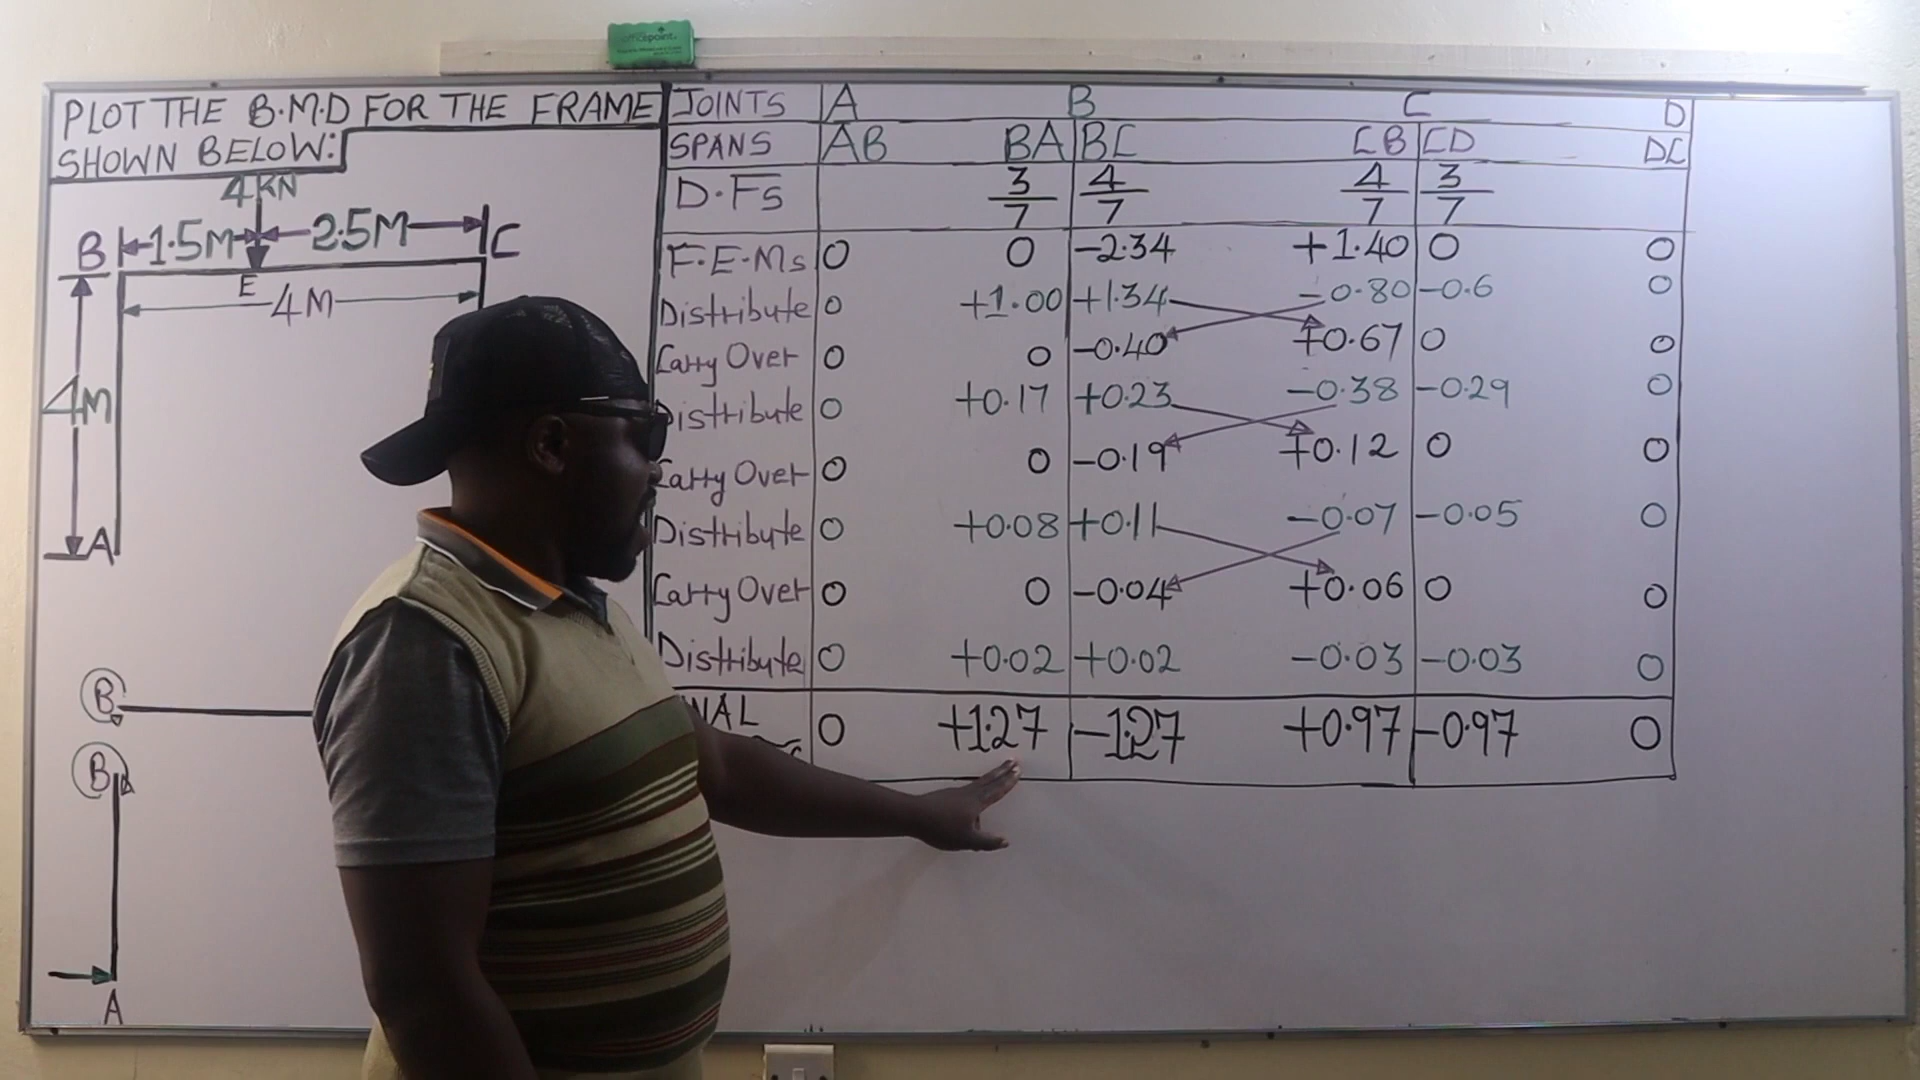 officepoint
PLOT THE B.M.D FOR THE FRAME
SHOWN BELOW:
4KN
B 1.5M 2.5M C
E
4M
4M
A
B
B
A
JOINTS A B C D
SPANS AB BA BC CB CD DC
D.Fs 3/7 4/7 4/7 3/7
F.E.Ms 0 0 -2.34 +1.40 0 0
Distribute 0 +1.00 +1.34 -0.80 -0.6 0
Carry Over 0 0 -0.40 +0.67 0 0
Distribute 0 +0.17 +0.23 -0.38 -0.29 0
Carry Over 0 0 -0.19 +0.12 0 0
Distribute 0 +0.08 +0.11 -0.07 -0.05 0
Carry Over 0 0 -0.04 +0.06 0 0
Distribute 0 +0.02 +0.02 -0.03 -0.03 0
NAL 0 +1.27 -1.27 +0.97 -0.97 0